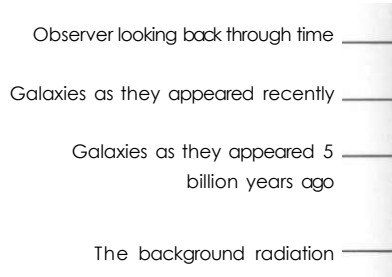 Observer looking back through time
Galaxies as they appeared recently
Galaxies as they appeared 5
billion years ago
The background radiation